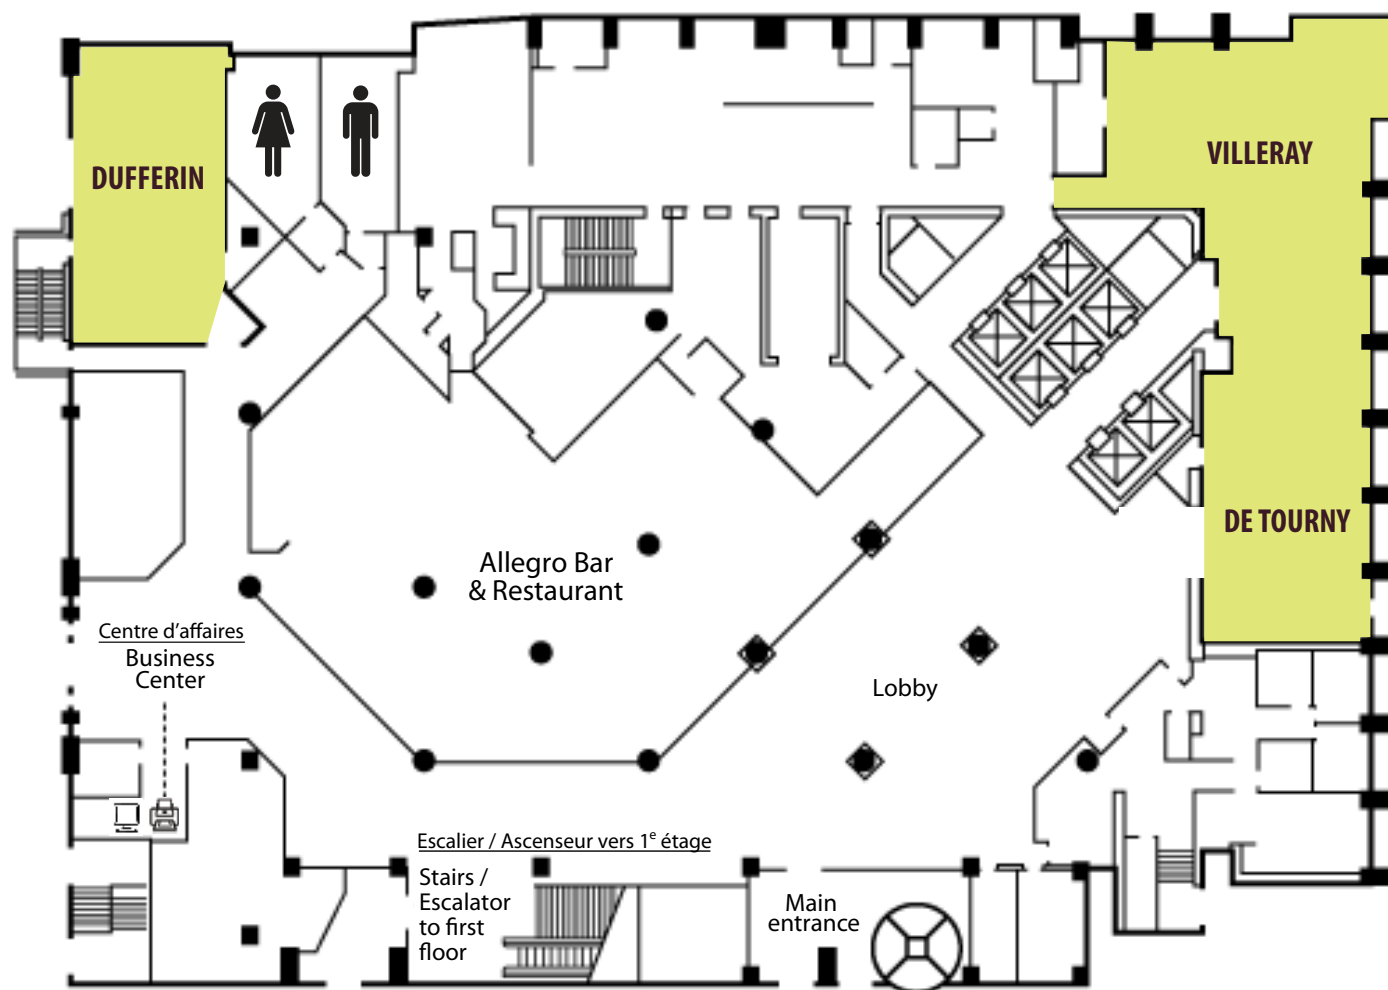 DUFFERIN
VILLERAY
DE TOURNY
Allegro Bar
& Restaurant
Centre d’affaires
Business
Center
Lobby
Escalier / Ascenseur vers 1e étage
Stairs /
Escalator
to first
floor
Main
entrance